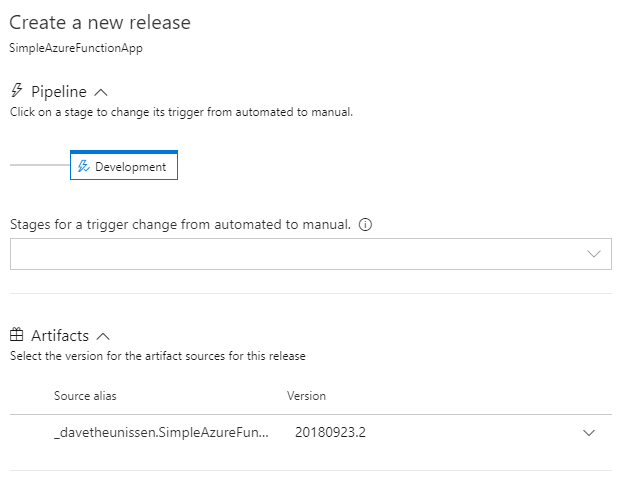 Create a new release
SimpleAzureFunctionApp
Pipeline
Click on a stage to change its trigger from automated to manual.
Development
Stages for a trigger change from automated to manual.
Artifacts
Select the version for the artifact sources for this release
Source alias Version
_davetheunissen.SimpleAzureFun... 20180923.2